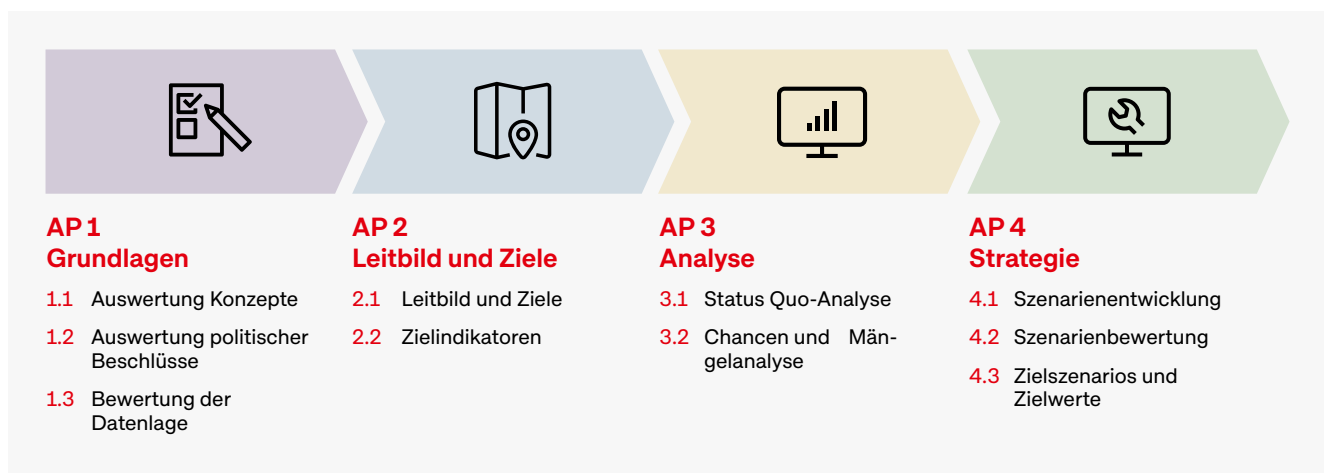 AP 1
Grundlagen
1.1 Auswertung Konzepte
1.2 Auswertung politischer
Beschlüsse
1.3 Bewertung der
Datenlage
AP 2
Leitbild und Ziele
2.1 Leitbild und Ziele
2.2 Zielindikatoren
AP 3
Analyse
3.1 Status Quo-Analyse
3.2 Chancen und Män-
gelanalyse
AP 4
Strategie
4.1 Szenarienentwicklung
4.2 Szenarienbewertung
4.3 Zielszenarios und
Zielwerte